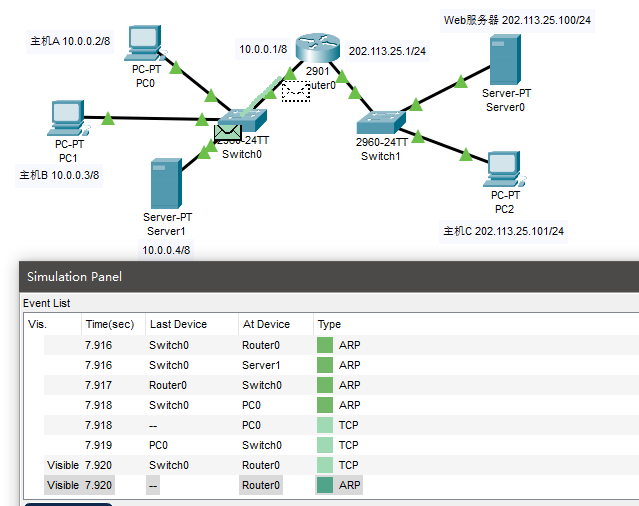 Web服务器 202.113.25.100/24
主机A 10.0.0.2/8
10.0.0.1/8
202.113.25.1/24
2901
uter0
PC-PT
PC0
Server-PT
Server0
2960-24TT
Switch0
2960-24TT
Switch1
PC-PT
PC1
主机B 10.0.0.3/8
PC-PT
PC2
Server-PT
Server1
主机C 202.113.25.101/24
10.0.0.4/8
Simulation Panel
Event List
Vis. Time(sec) Last Device At Device Type
7.916 Switch0 Router0 ARP
7.916 Switch0 Server1 ARP
7.917 Router0 Switch0 ARP
7.918 Switch0 PC0 ARP
7.918 -- PC0 TCP
7.919 PC0 Switch0 TCP
Visible 7.920 Switch0 Router0 TCP
Visible 7.920 -- Router0 ARP